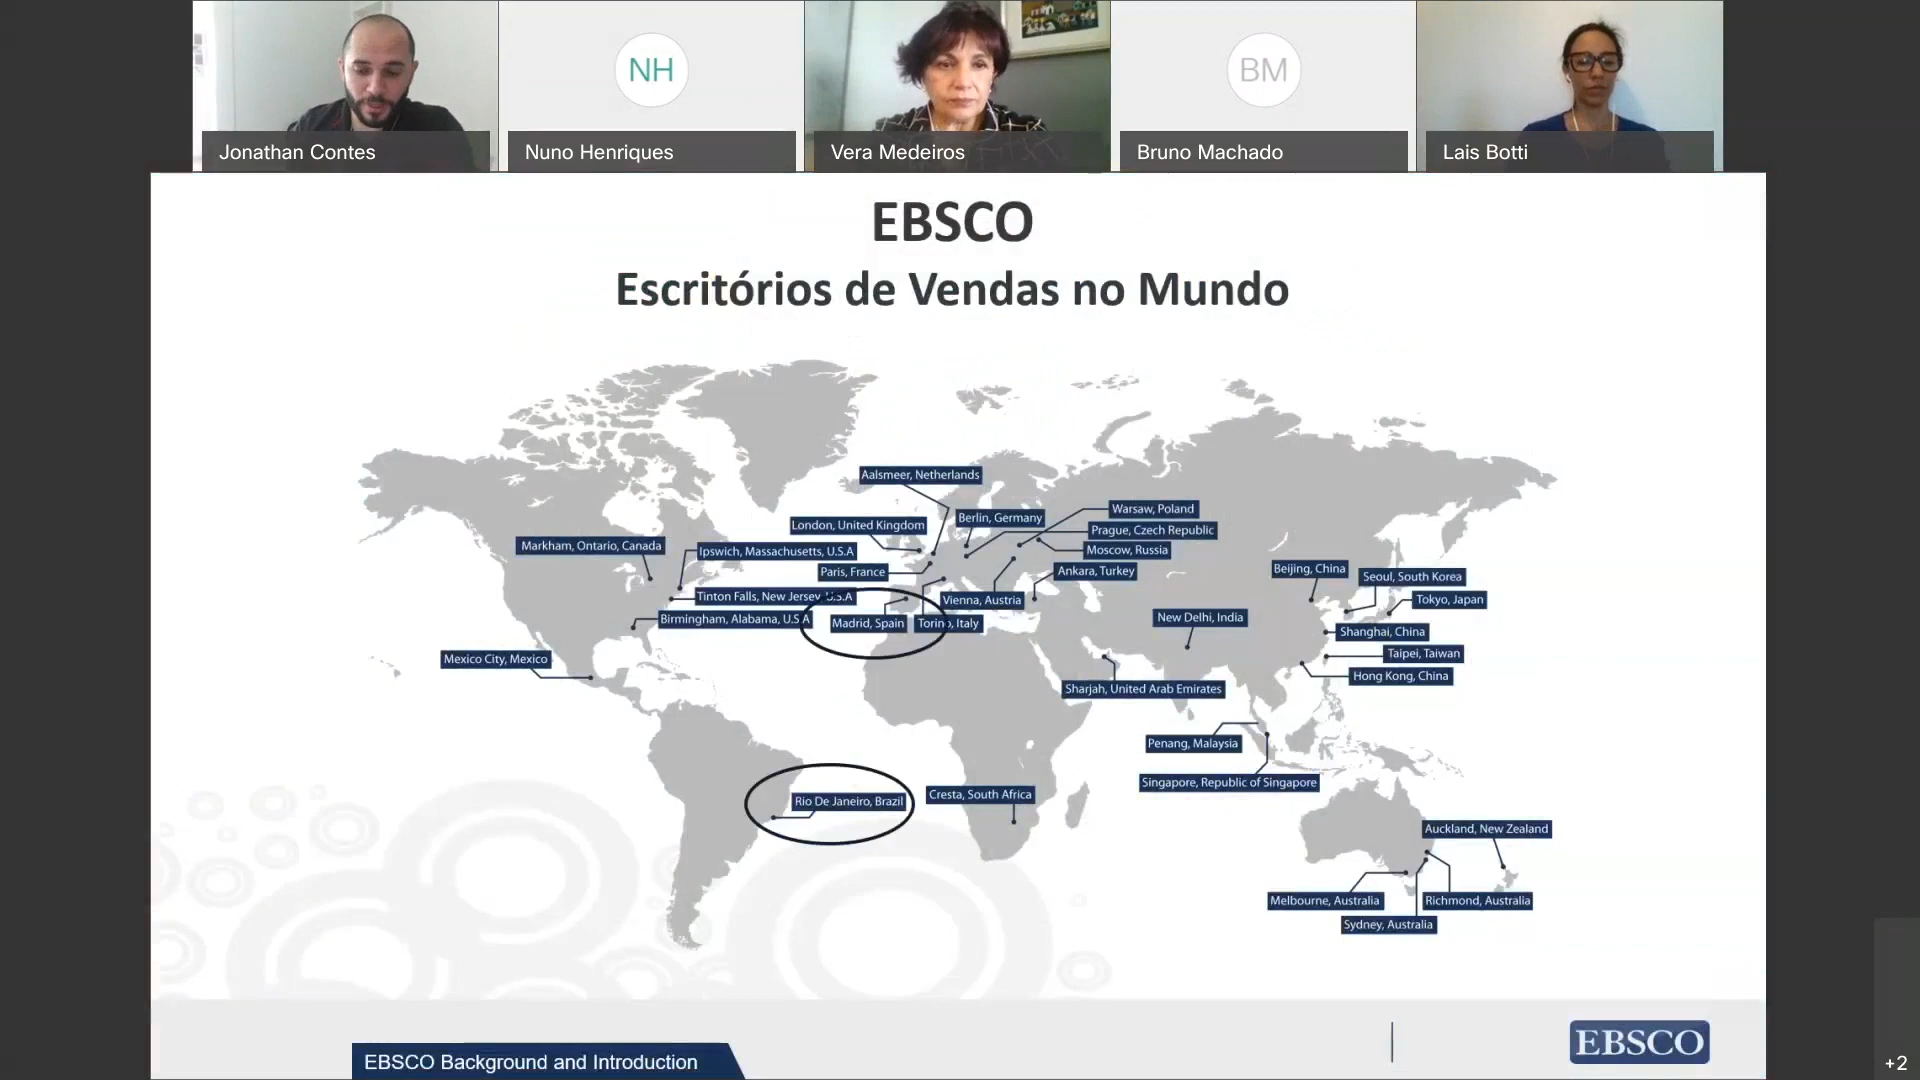 NH
BM
Jonathan Contes
Nuno Henriques
Vera Medeiros
Bruno Machado
Lais Botti
EBSCO
Escritórios de Vendas no Mundo
Aalsmeer, Netherlands
London, United Kingdom
Berlin, Germany
Warsaw, Poland
Prague, Czech Republic
Moscow, Russia
Markham, Ontario, Canada
Ipswich, Massachusetts, U.S.A
Paris, France
Ankara, Turkey
Beijing, China
Seoul, South Korea
Tinton Falls, New Jersey, U.S.A
Vienna, Austria
Tokyo, Japan
Birmingham, Alabama, U.S.A
Madrid, Spain
Torino, Italy
New Delhi, India
Shanghai, China
Taipei, Taiwan
Mexico City, Mexico
Hong Kong, China
Sharjah, United Arab Emirates
Penang, Malaysia
Singapore, Republic of Singapore
Rio De Janeiro, Brazil
Cresta, South Africa
Auckland, New Zealand
Melbourne, Australia
Richmond, Australia
Sydney, Australia
EBSCO Background and Introduction
EBSCO
+2